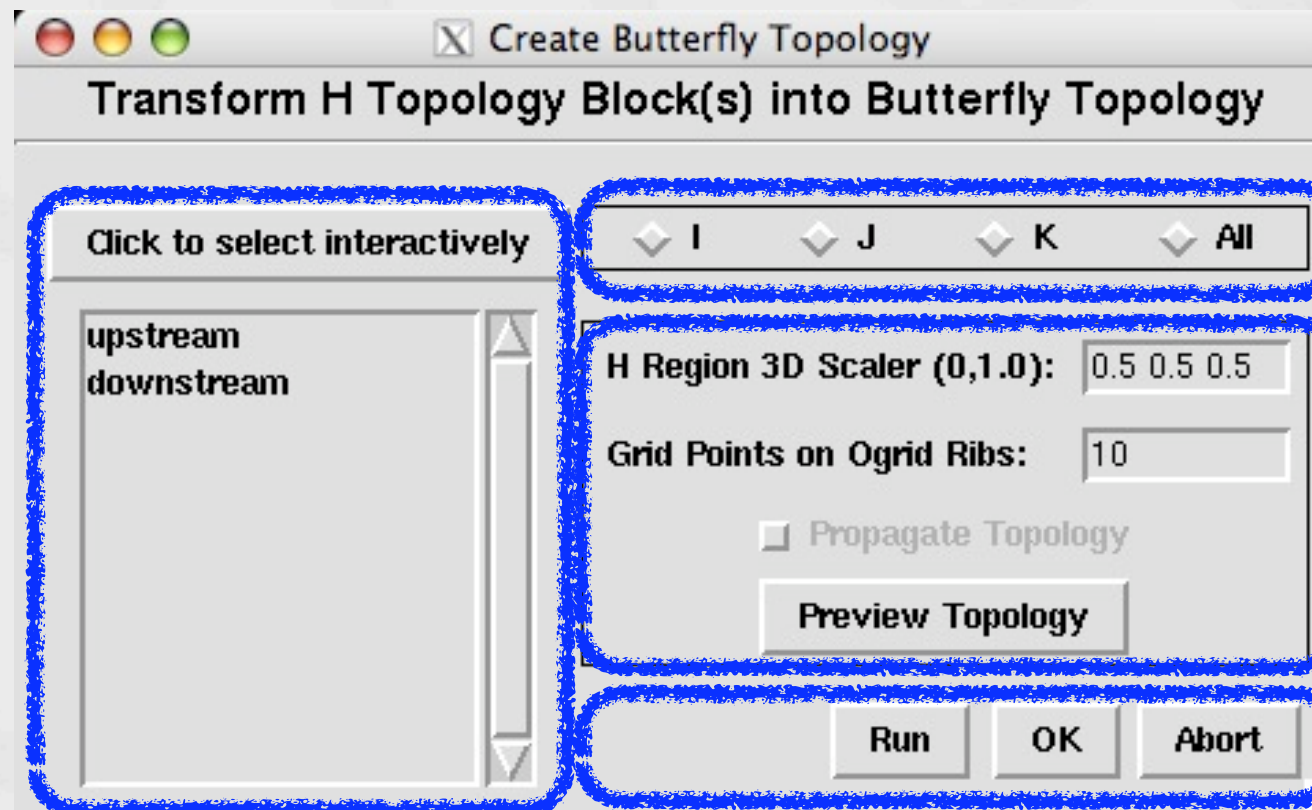 X Create Butterfly Topology
Transform H Topology Block(s) into Butterfly Topology
Click to select interactively
upstream
downstream
I J K All
H Region 3D Scaler (0,1.0): 0.5 0.5 0.5
Grid Points on Ogrid Ribs: 10
Propagate Topology
Preview Topology
Run OK Abort